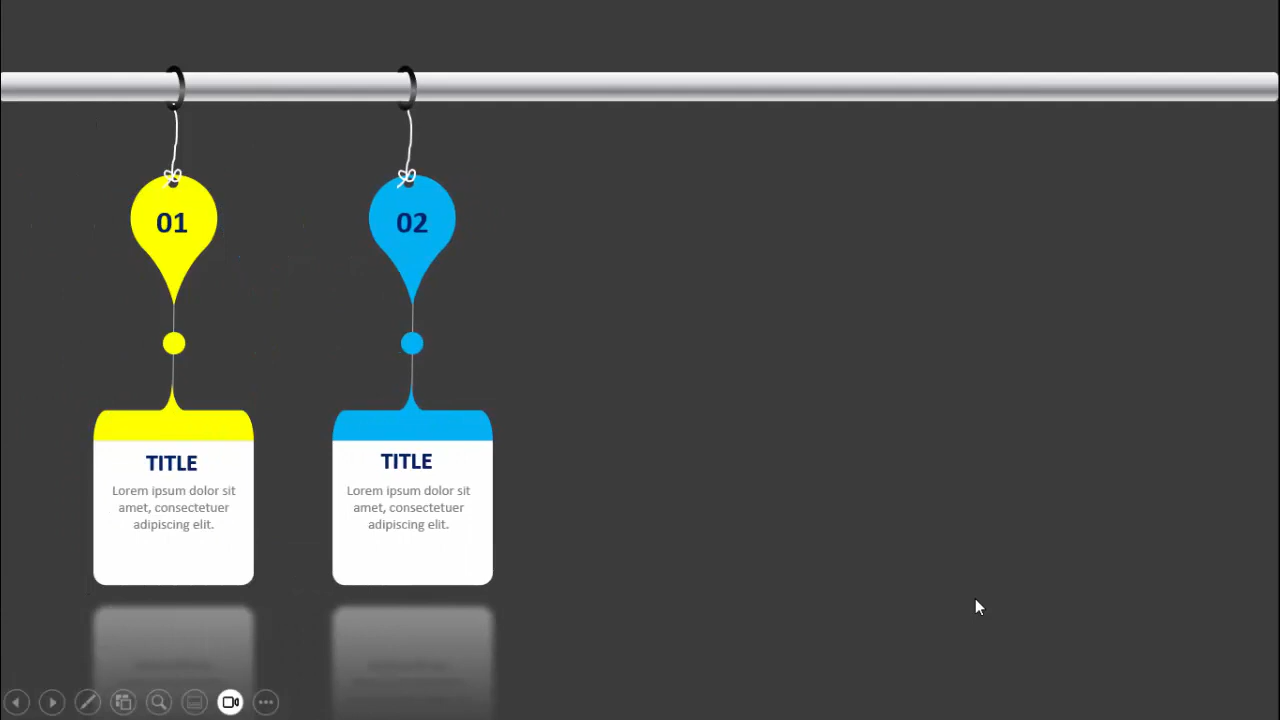 01
02
TITLE
Lorem ipsum dolor sit
amet, consectetuer
adipiscing elit.
TITLE
Lorem ipsum dolor sit
amet, consectetuer
adipiscing elit.